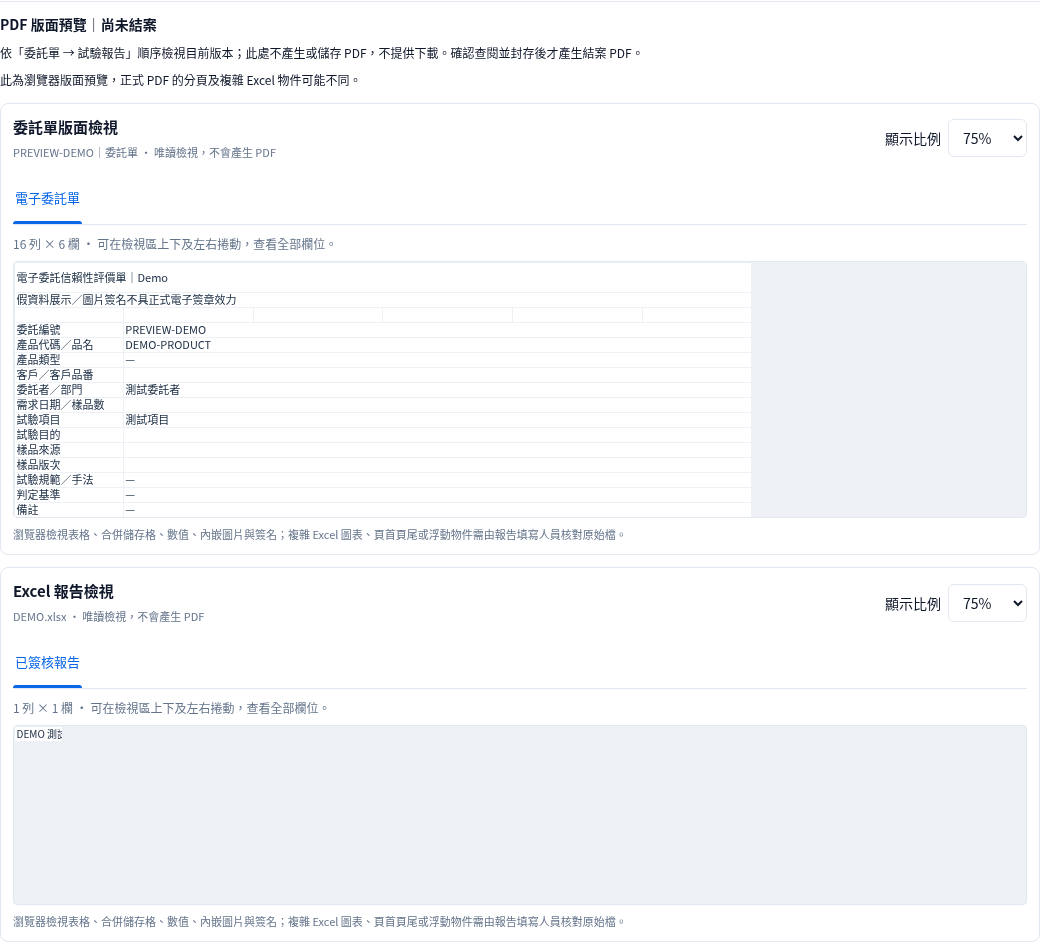 PDF 版面預覽｜尚未結案
依「委託單 → 試驗報告」順序檢視目前版本；此處不產生或儲存 PDF，不提供下載。確認查閱並封存後才產生結案 PDF。
此為瀏覽器版面預覽，正式 PDF 的分頁及複雜 Excel 物件可能不同。
委託單版面檢視
顯示比例 75%
PREVIEW-DEMO｜委託單 · 唯讀檢視，不會產生 PDF
電子委託單
16 列 × 6 欄 · 可在檢視區上下及左右捲動，查看全部欄位。
電子委託信賴性評價單｜Demo
假資料展示／圖片簽名不具正式電子簽章效力
委託編號 PREVIEW-DEMO
產品代碼／品名 DEMO-PRODUCT
產品類型 —
客戶／客戶品番
委託者／部門 測試委託者
需求日期／樣品數
試驗項目 測試項目
試驗目的
樣品來源
樣品版次
試驗規範／手法 —
判定基準 —
備註 —
瀏覽器檢視表格、合併儲存格、數值、內嵌圖片與簽名；複雜 Excel 圖表、頁首頁尾或浮動物件需由報告填寫人員核對原始檔。
Excel 報告檢視
顯示比例 75%
DEMO.xlsx · 唯讀檢視，不會產生 PDF
已簽核報告
1 列 × 1 欄 · 可在檢視區上下及左右捲動，查看全部欄位。
DEMO 測
瀏覽器檢視表格、合併儲存格、數值、內嵌圖片與簽名；複雜 Excel 圖表、頁首頁尾或浮動物件需由報告填寫人員核對原始檔。